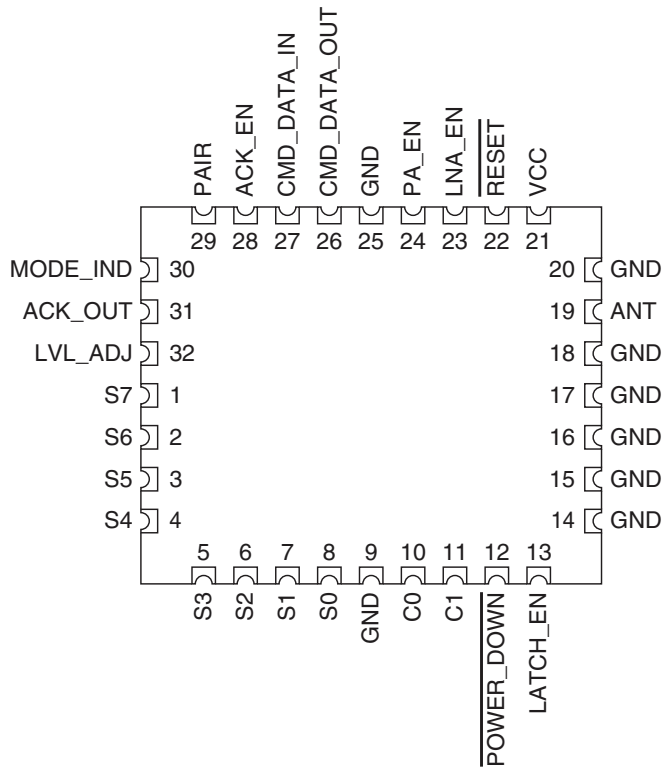 PAIR
ACK_EN
CMD_DATA_IN
CMD_DATA_OUT
GND
PA_EN
LNA_EN
RESET
VCC
29 28 27 26 25 24 23 22 21
MODE_IND 30
20 GND
ACK_OUT 31
19 ANT
LVL_ADJ 32
18 GND
S7 1
17 GND
S6 2
16 GND
S5 3
15 GND
S4 4
14 GND
5 6 7 8 9 10 11 12 13
S3
S2
S1
S0
GND
C0
C1
POWER_DOWN
LATCH_EN